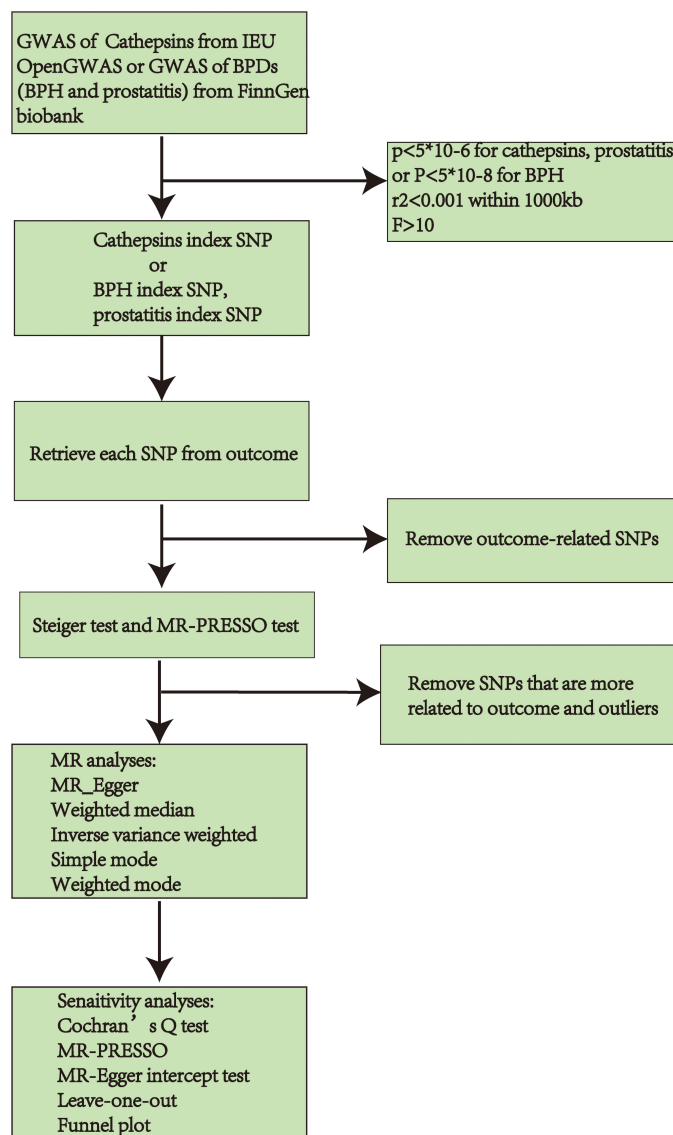 GWAS of Cathepsins from IEU
OpenGWAS or GWAS of BPDs
(BPH and prostatitis) from FinnGen
biobank
p<5*10-6 for cathepsins, prostatitis
or P<5*10-8 for BPH
r2<0.001 within 1000kb
F>10
Cathepsins index SNP
or
BPH index SNP,
prostatitis index SNP
Retrieve each SNP from outcome
Remove outcome-related SNPs
Steiger test and MR-PRESSO test
Remove SNPs that are more
related to outcome and outliers
MR analyses:
MR_Egger
Weighted median
Inverse variance weighted
Simple mode
Weighted mode
Senaitivity analyses:
Cochran’s Q test
MR-PRESSO
MR-Egger intercept test
Leave-one-out
Funnel plot